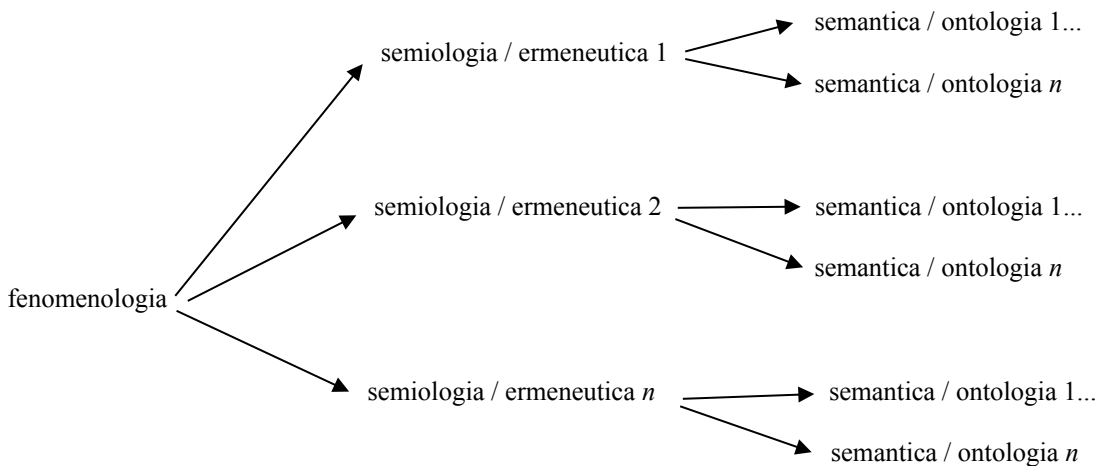 semantica / ontologia 1...
semiologia / ermeneutica 1
semantica / ontologia n
semiologia / ermeneutica 2
semantica / ontologia 1...
semantica / ontologia n
fenomenologia
semiologia / ermeneutica n
semantica / ontologia 1...
semantica / ontologia n